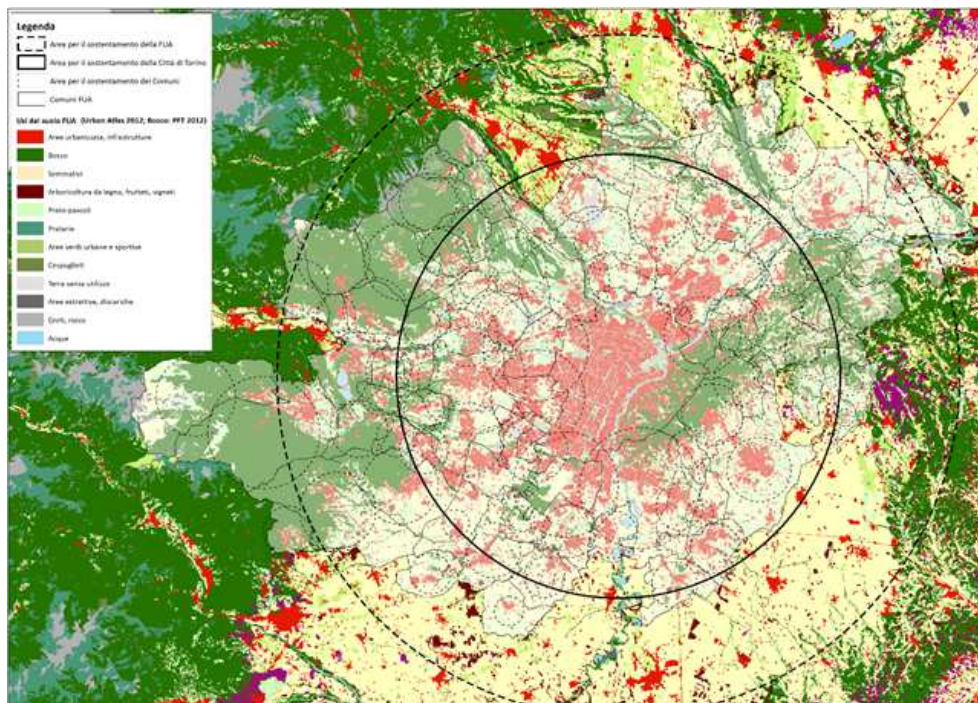 Legenda
Area per il sostentamento della FUA
Area per il sostentamento della Città di Torino
Area per il sostentamento dei Comuni
Comuni FUA
Usi del suolo FUA (Urban Atlas 2012; Bosco: PFT 2012)
Aree urbanizzate, infrastrutture
Bosco
Seminativi
Arboricoltura da legno, frutteti, vigneti
Prato-pascoli
Praterie
Aree verdi urbane e sportive
Cespuglieti
Terra senza utilizzo
Aree estrattive, discariche
Greti, rocce
Acque